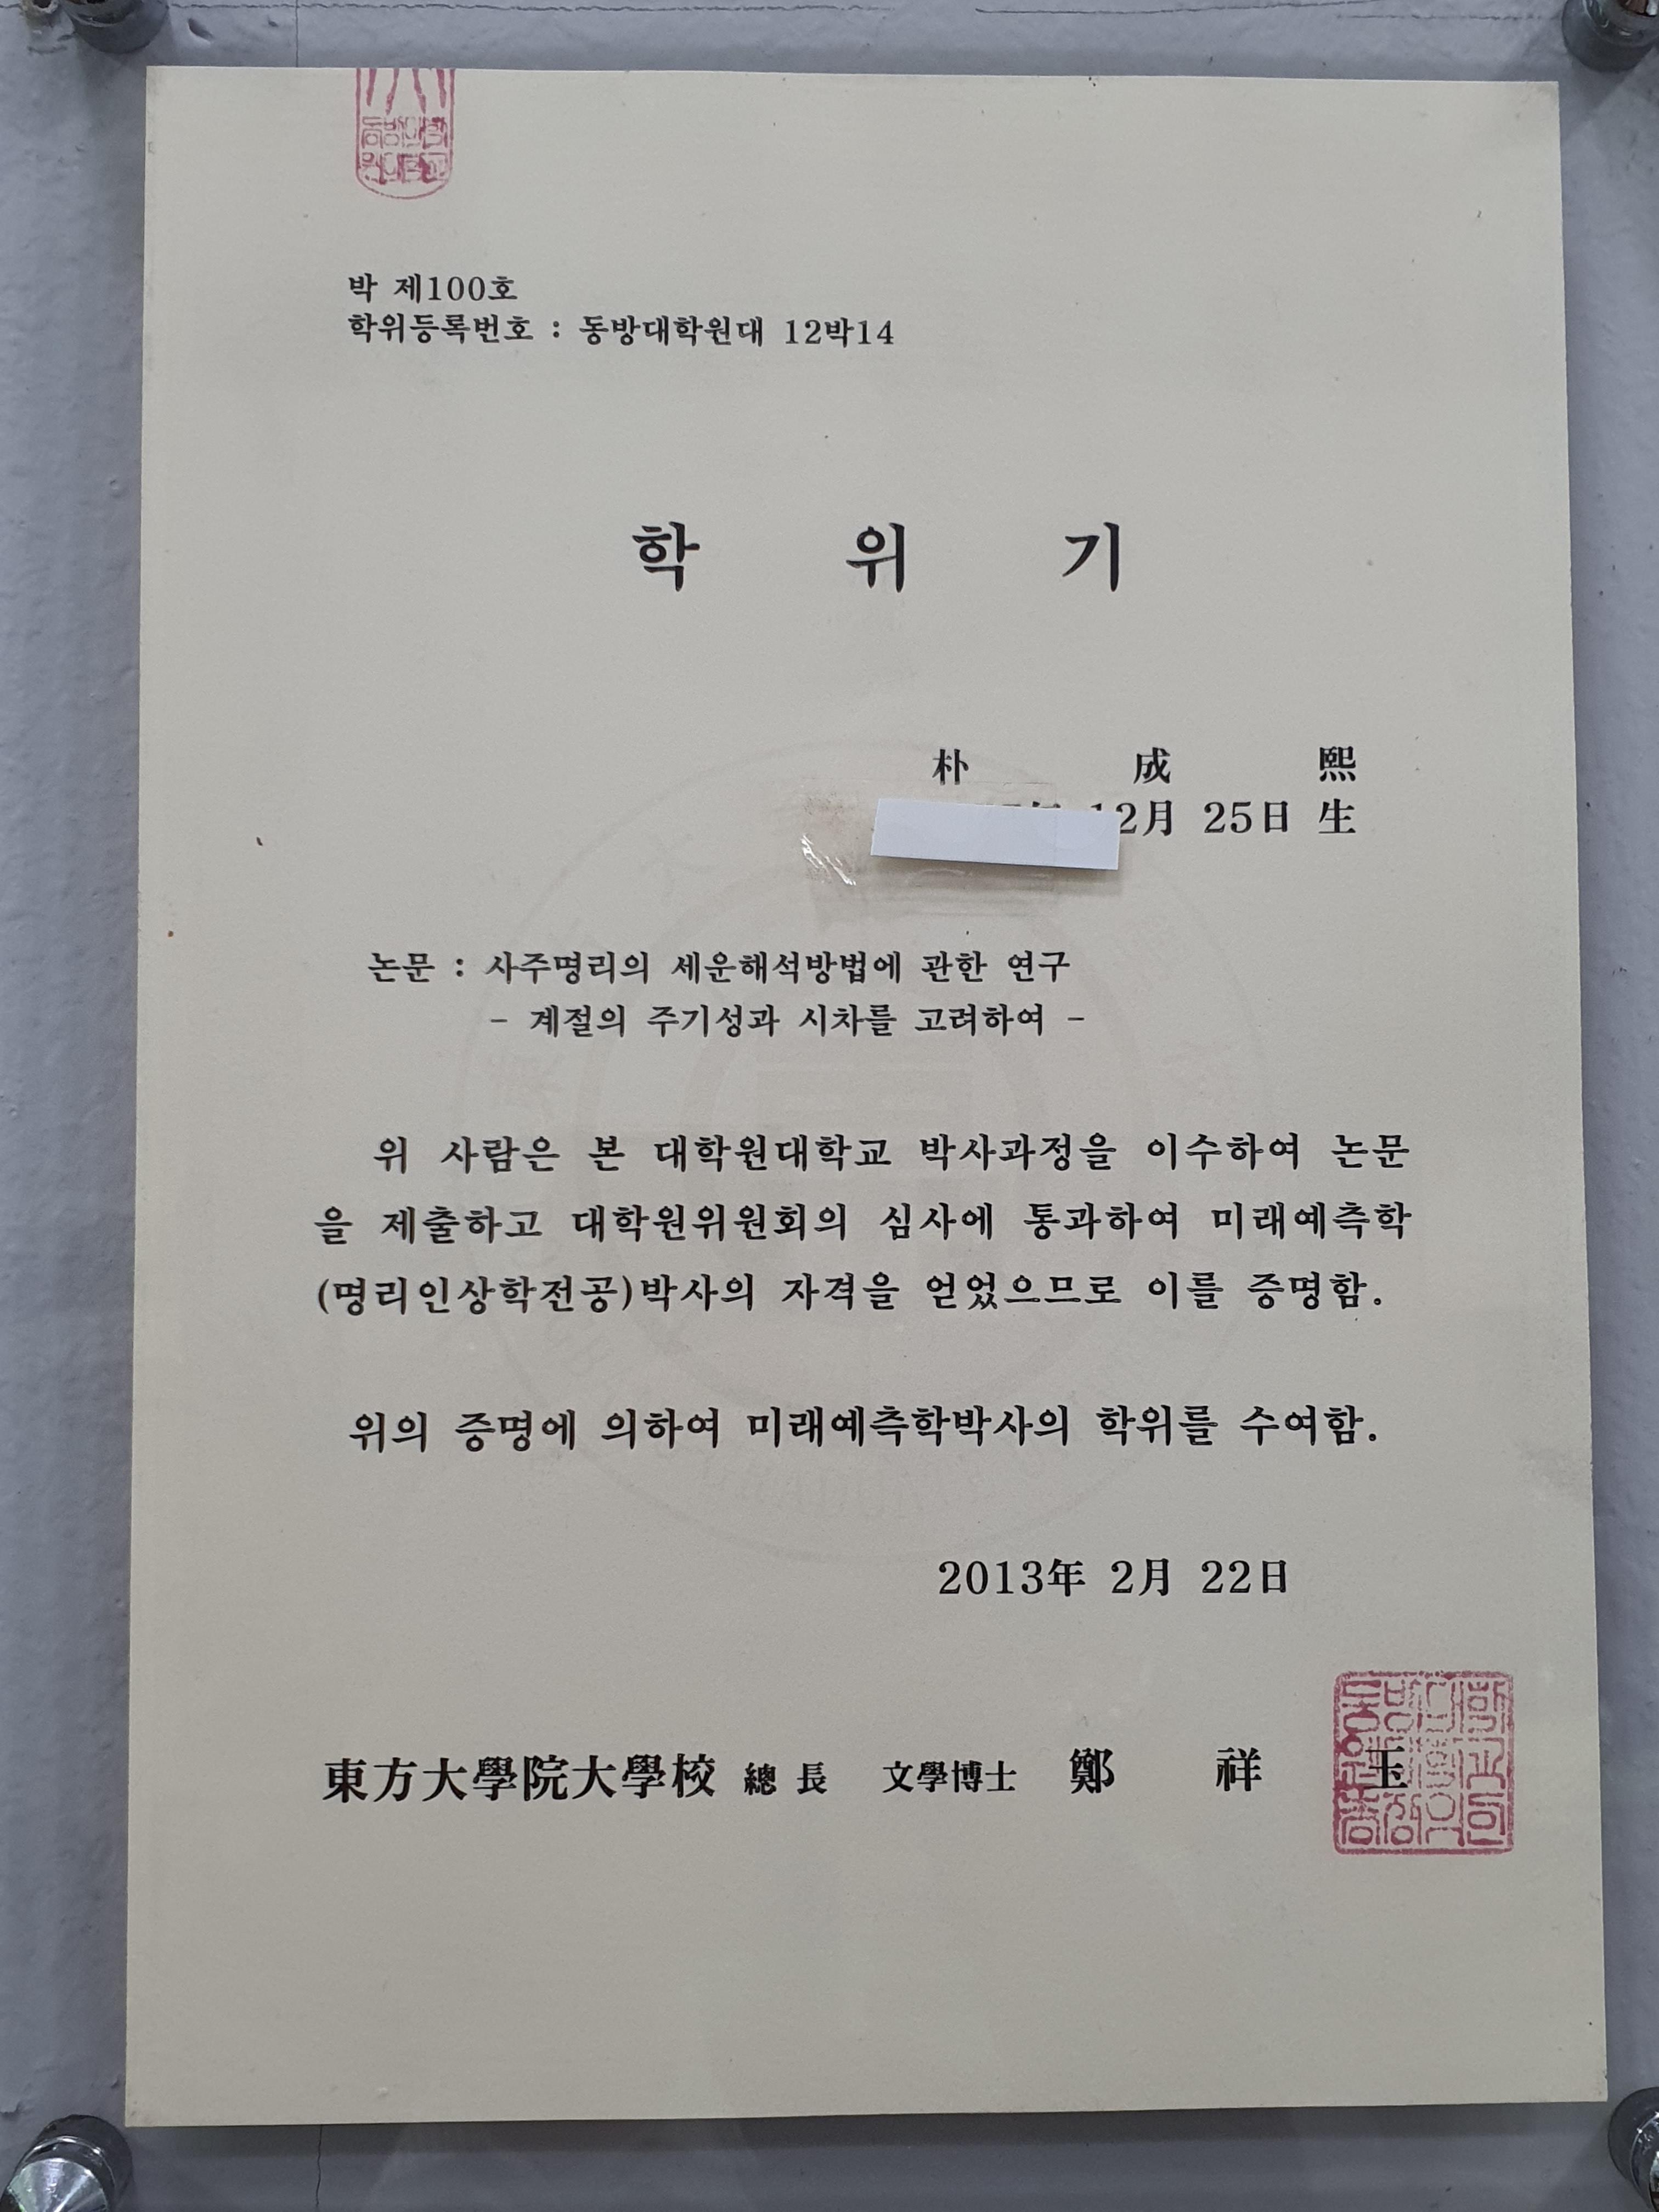 박 제100호
학위등록번호 : 동방대학원대 12박14
학 위 기
朴 成 熙
12月 25日 生
논문 : 사주명리의 세운해석방법에 관한 연구
- 계절의 주기성과 시차를 고려하여 -
위 사람은 본 대학원대학교 박사과정을 이수하여 논문
을 제출하고 대학원위원회의 심사에 통과하여 미래예측학
(명리인상학전공)박사의 자격을 얻었으므로 이를 증명함.
위의 증명에 의하여 미래예측학박사의 학위를 수여함.
2013年 2月 22日
東方大學院大學校 總 長 文學博士 鄭 祥 玉